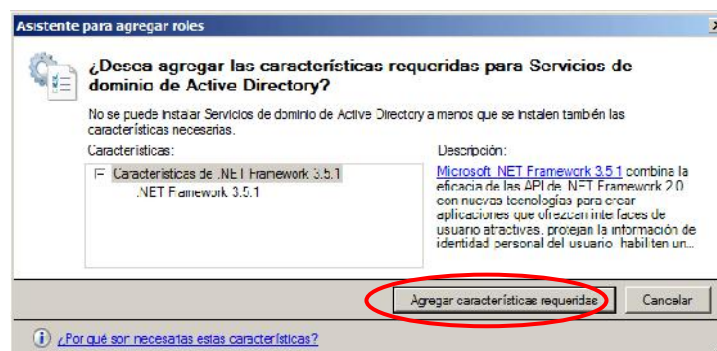 Asistente para agregar roles
¿Desea agregar las características requeridas para Servicios de
dominio de Active Directory?
No se puede instalar Servicios de dominio de Active Directory a menos que se instalen también las
características necesarias.
Características:
Características de .NET Framework 3.5.1
.NET Framework 3.5.1
Descripción:
Microsoft .NET Framework 3.5.1 combina la
eficacia de las API de .NET Framework 2.0
con nuevas tecnologías para crear
aplicaciones que ofrezcan interfaces de
usuario atractivas, protejan la información de
identidad personal del usuario, habiliten un...
Agregar características requeridas
Cancelar
¿Por qué son necesarias estas características?